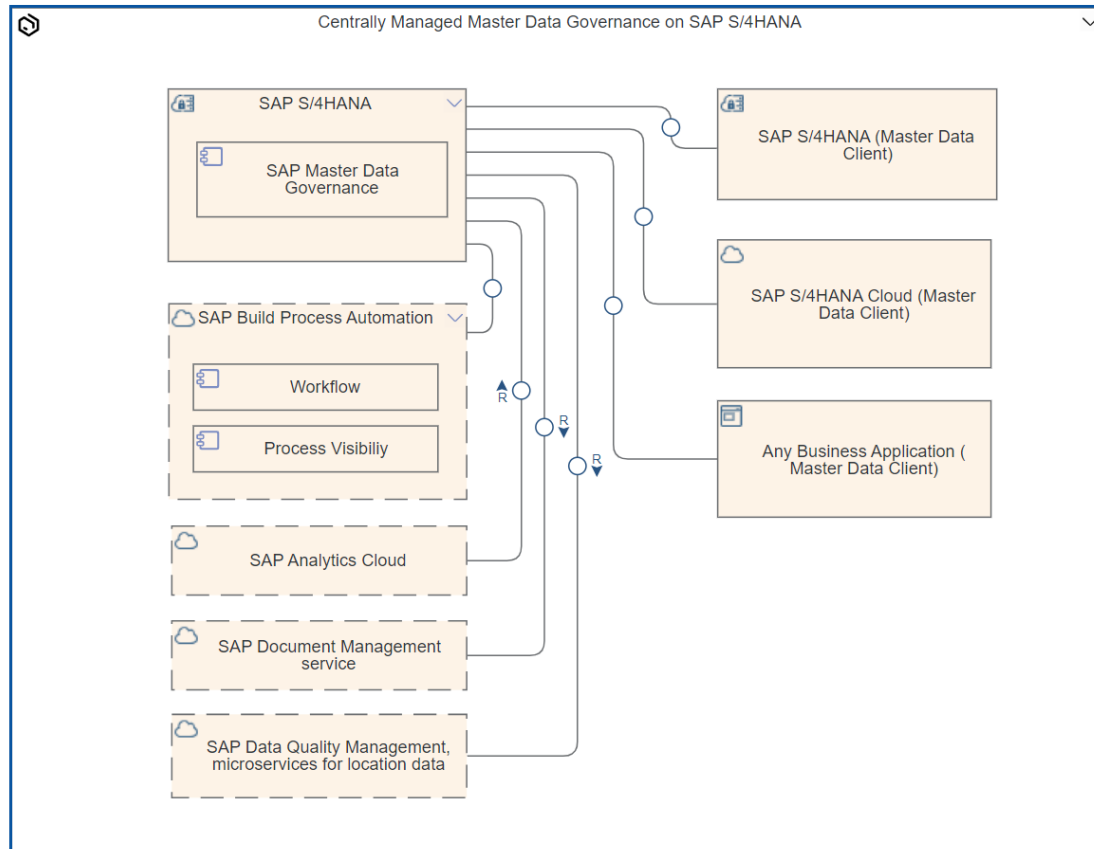 Centrally Managed Master Data Governance on SAP S/4HANA
SAP S/4HANA
SAP Master Data
Governance
SAP Build Process Automation
Workflow
Process Visibiliy
SAP Analytics Cloud
SAP Document Management
service
SAP Data Quality Management,
microservices for location data
R
R
R
SAP S/4HANA (Master Data
Client)
SAP S/4HANA Cloud (Master
Data Client)
Any Business Application (
Master Data Client)